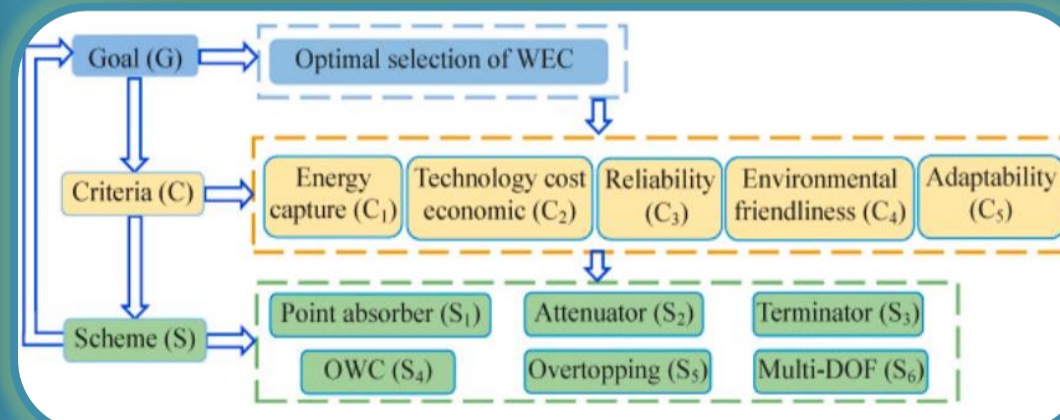 Goal (G)
Optimal selection of WEC
Criteria (C)
Energy
capture (C₁)
Technology cost
economic (C₂)
Reliability
(C₃)
Environmental
friendliness (C₄)
Adaptability
(C₅)
Scheme (S)
Point absorber (S₁)
Attenuator (S₂)
Terminator (S₃)
OWC (S₄)
Overtopping (S₅)
Multi-DOF (S₆)